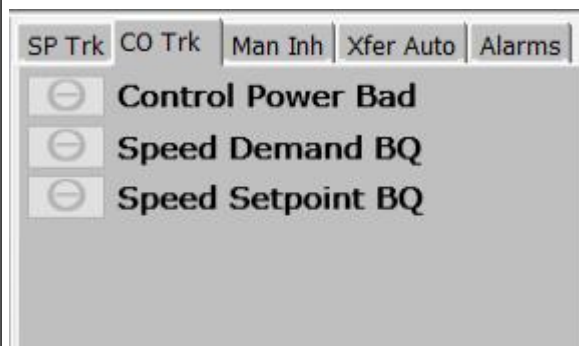 SP Trk CO Trk Man Inh Xfer Auto Alarms
Control Power Bad
Speed Demand BQ
Speed Setpoint BQ